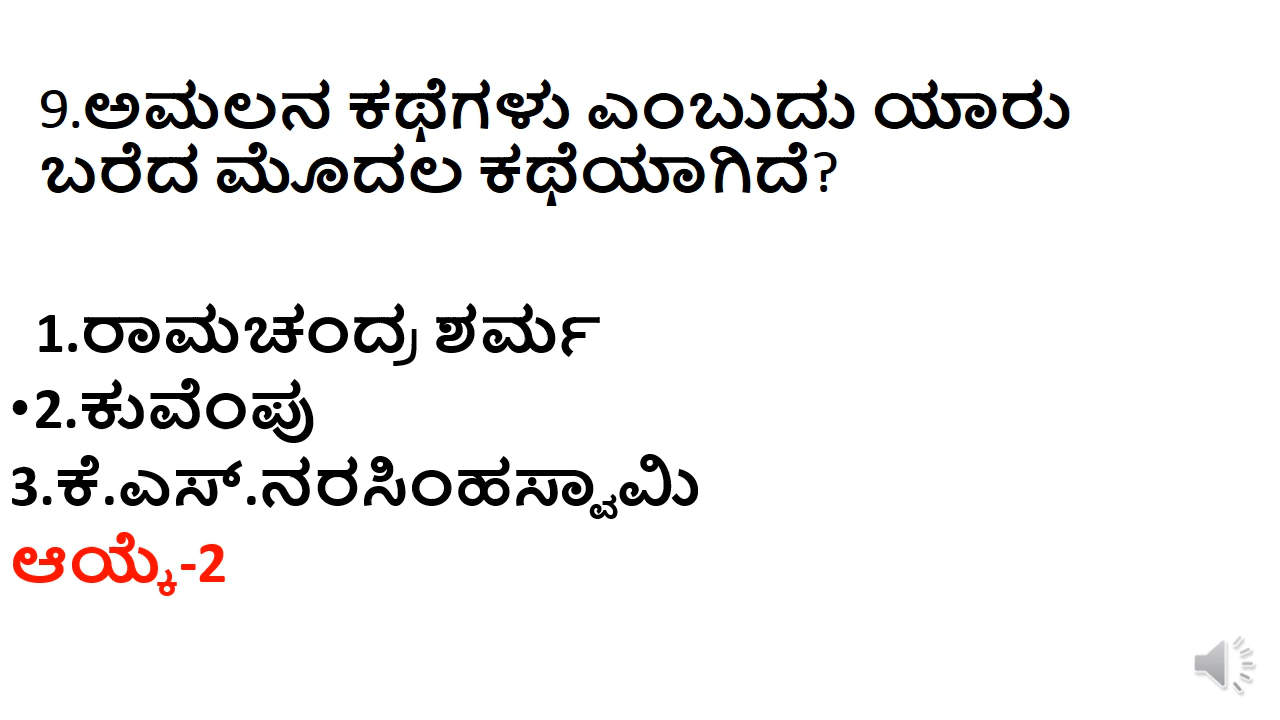 9.ಅಮಲನ ಕಥೆಗಳು ಎಂಬುದು ಯಾರು
ಬರೆದ ಮೊದಲ ಕಥೆಯಾಗಿದೆ?
1.ರಾಮಚಂದ್ರ ಶರ್ಮ
•2.ಕುವೆಂಪು
3.ಕೆ.ಎಸ್.ನರಸಿಂಹಸ್ವಾಮಿ
ಆಯ್ಕೆ-2